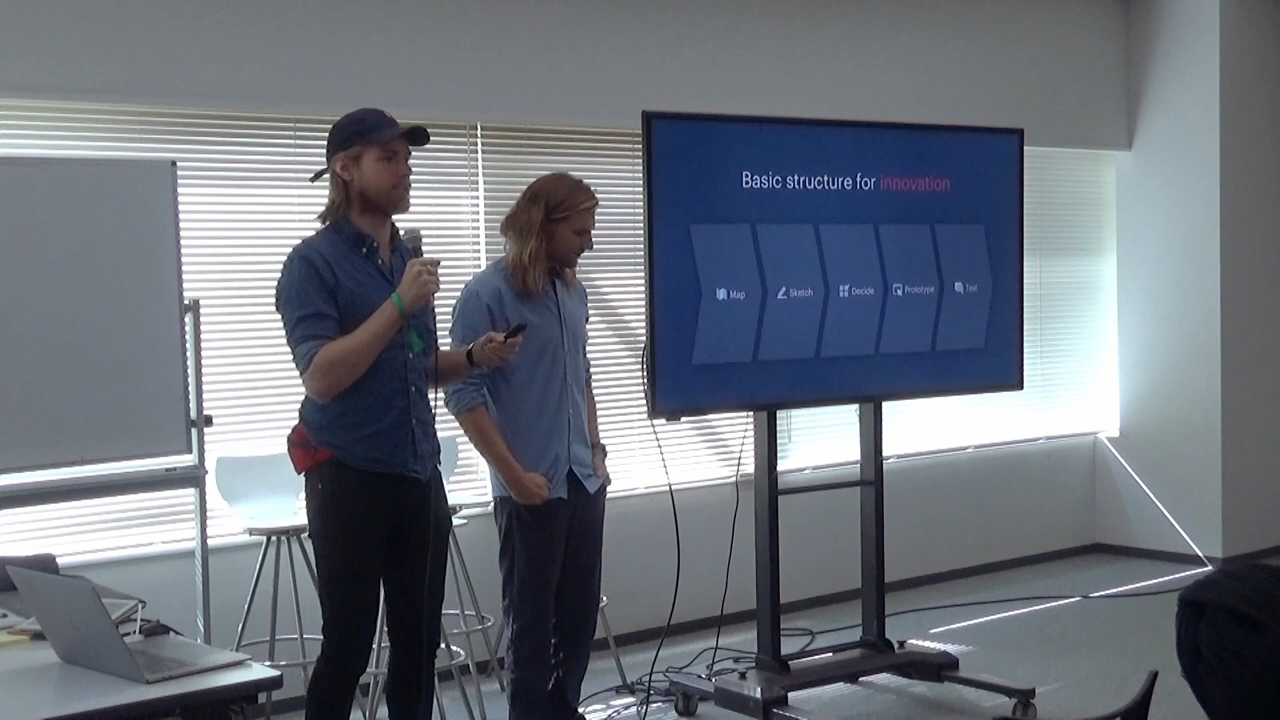 Basic structure for innovation
Map
Sketch
Decide
Prototype
Test